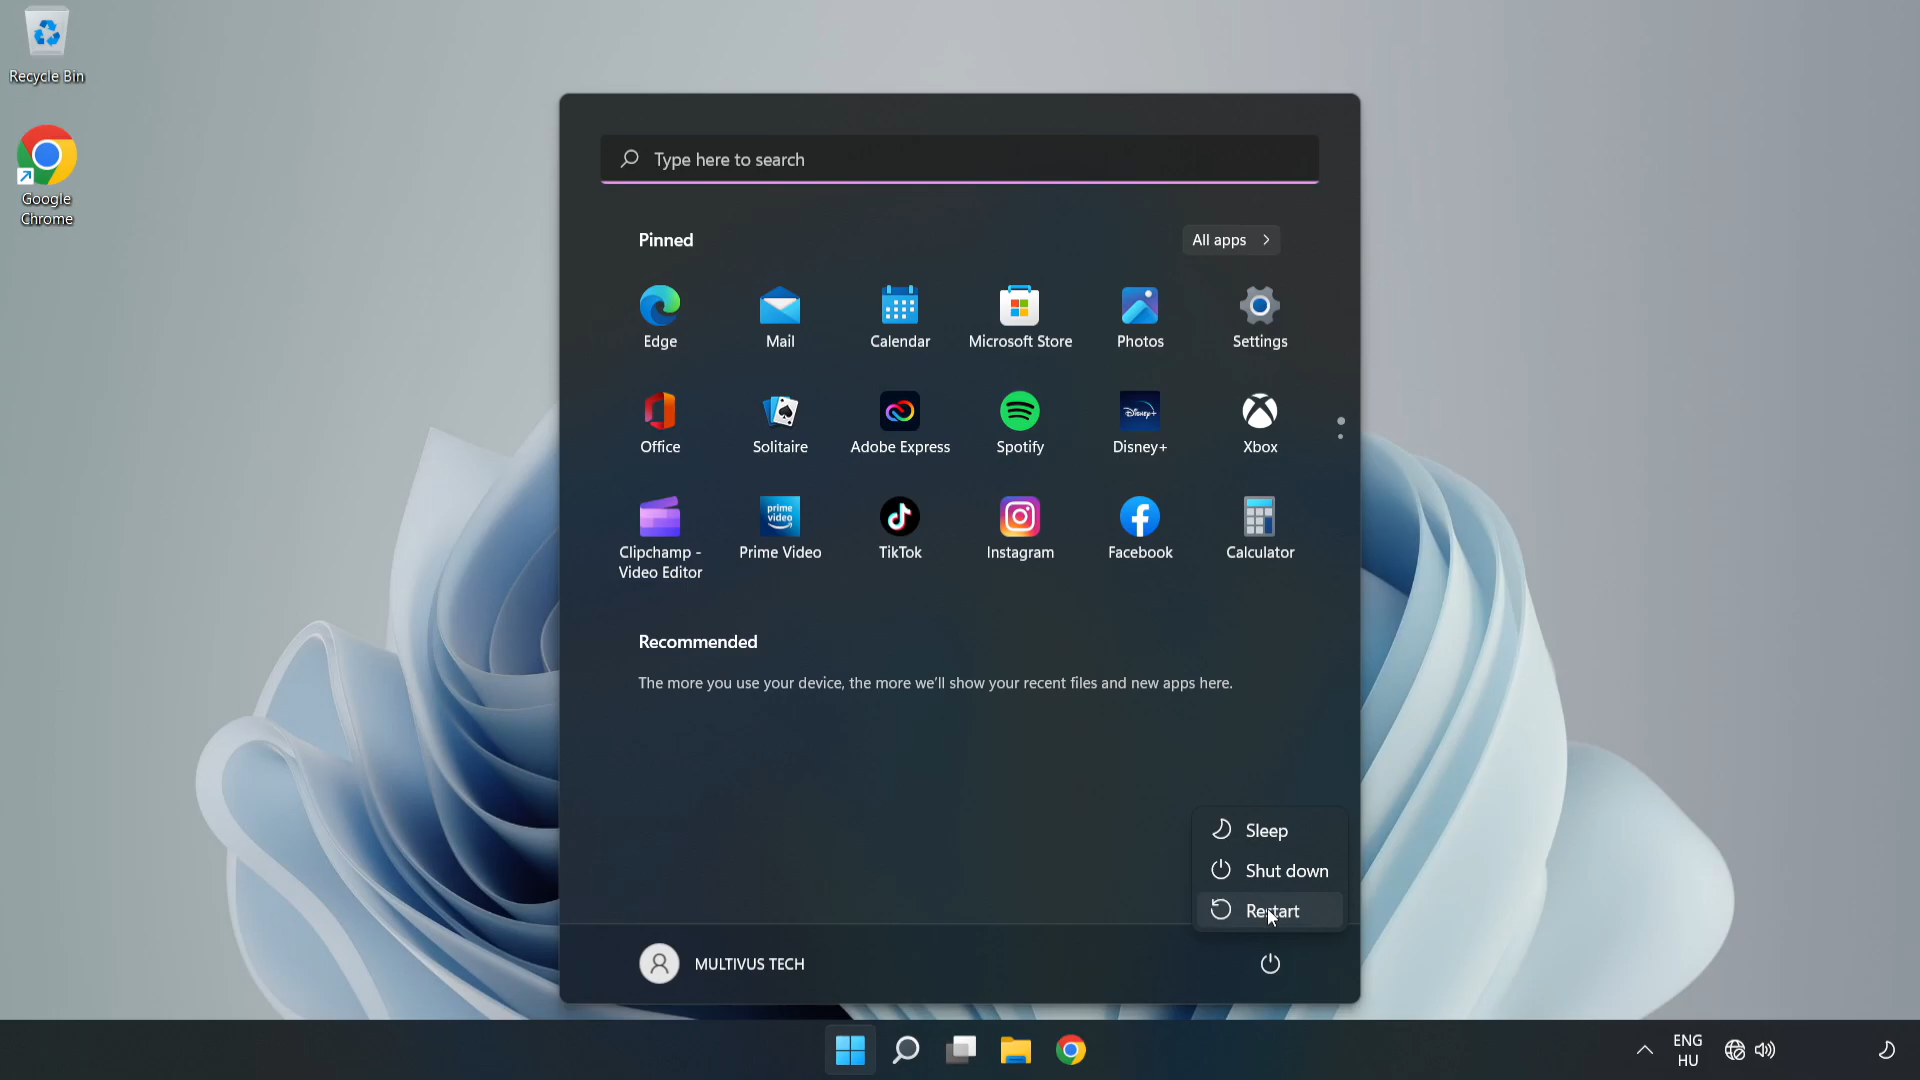 Recycle Bin
Google
Chrome
Type here to search
Pinned
All apps
Edge
Mail
Calendar
Microsoft Store
Photos
Settings
Office
Solitaire
Adobe Express
Spotify
Disney+
Disney+
Xbox
prime
video
Clipchamp -
Video Editor
Prime Video
TikTok
Instagram
Facebook
Calculator
Recommended
The more you use your device, the more we'll show your recent files and new apps here.
Sleep
Shut down
Restart
MULTIVUS TECH
ENG
HU